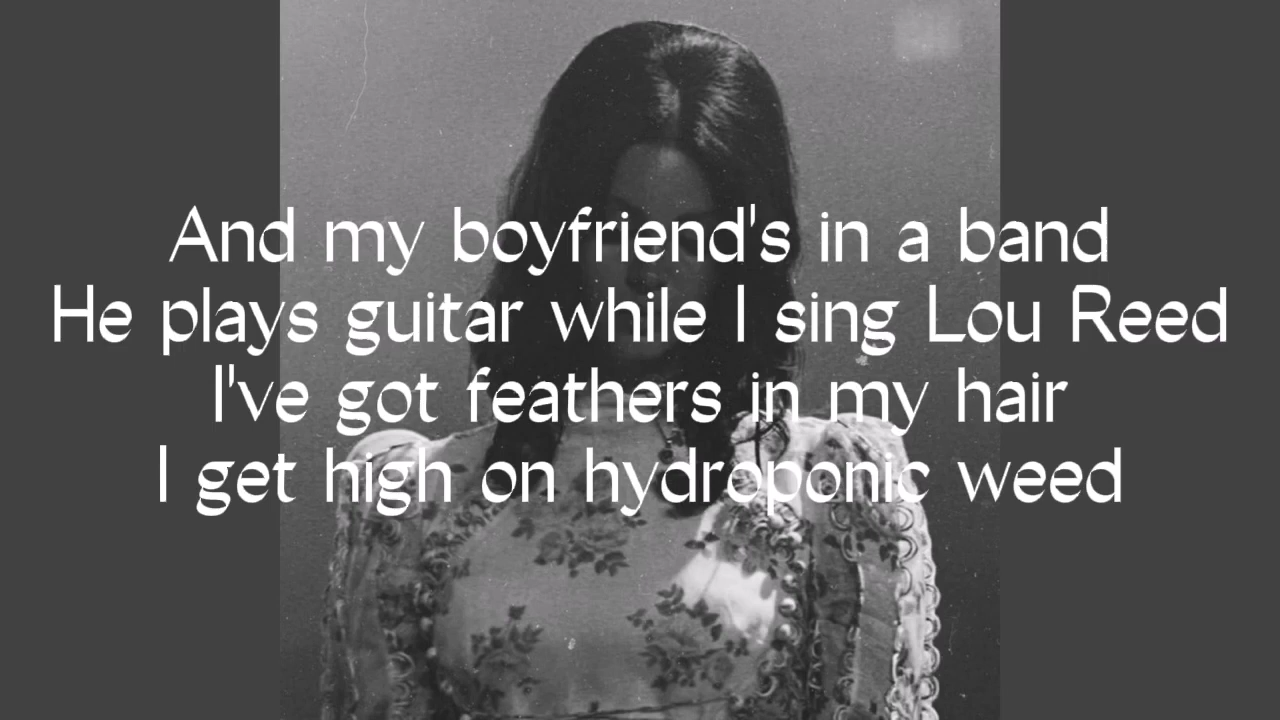 And my boyfriend's in a band
He plays guitar while I sing Lou Reed
I've got feathers in my hair
I get high on hydroponic weed